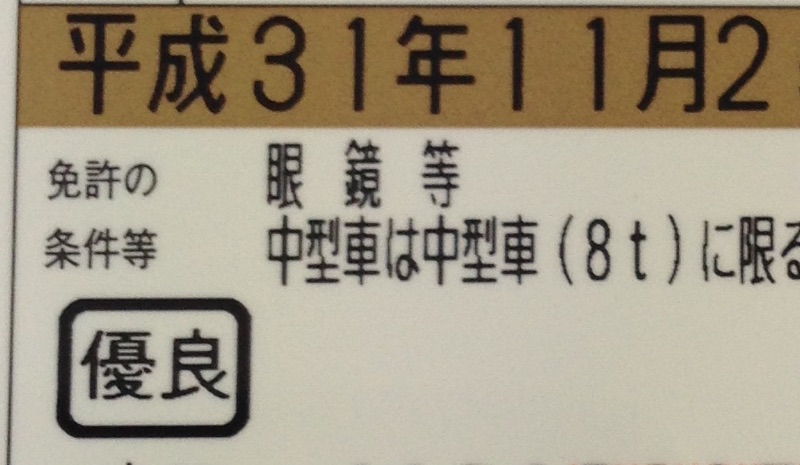 平成31年11月2
免許の 眼鏡等
条件等 中型車は中型車(8t)に限る
優良